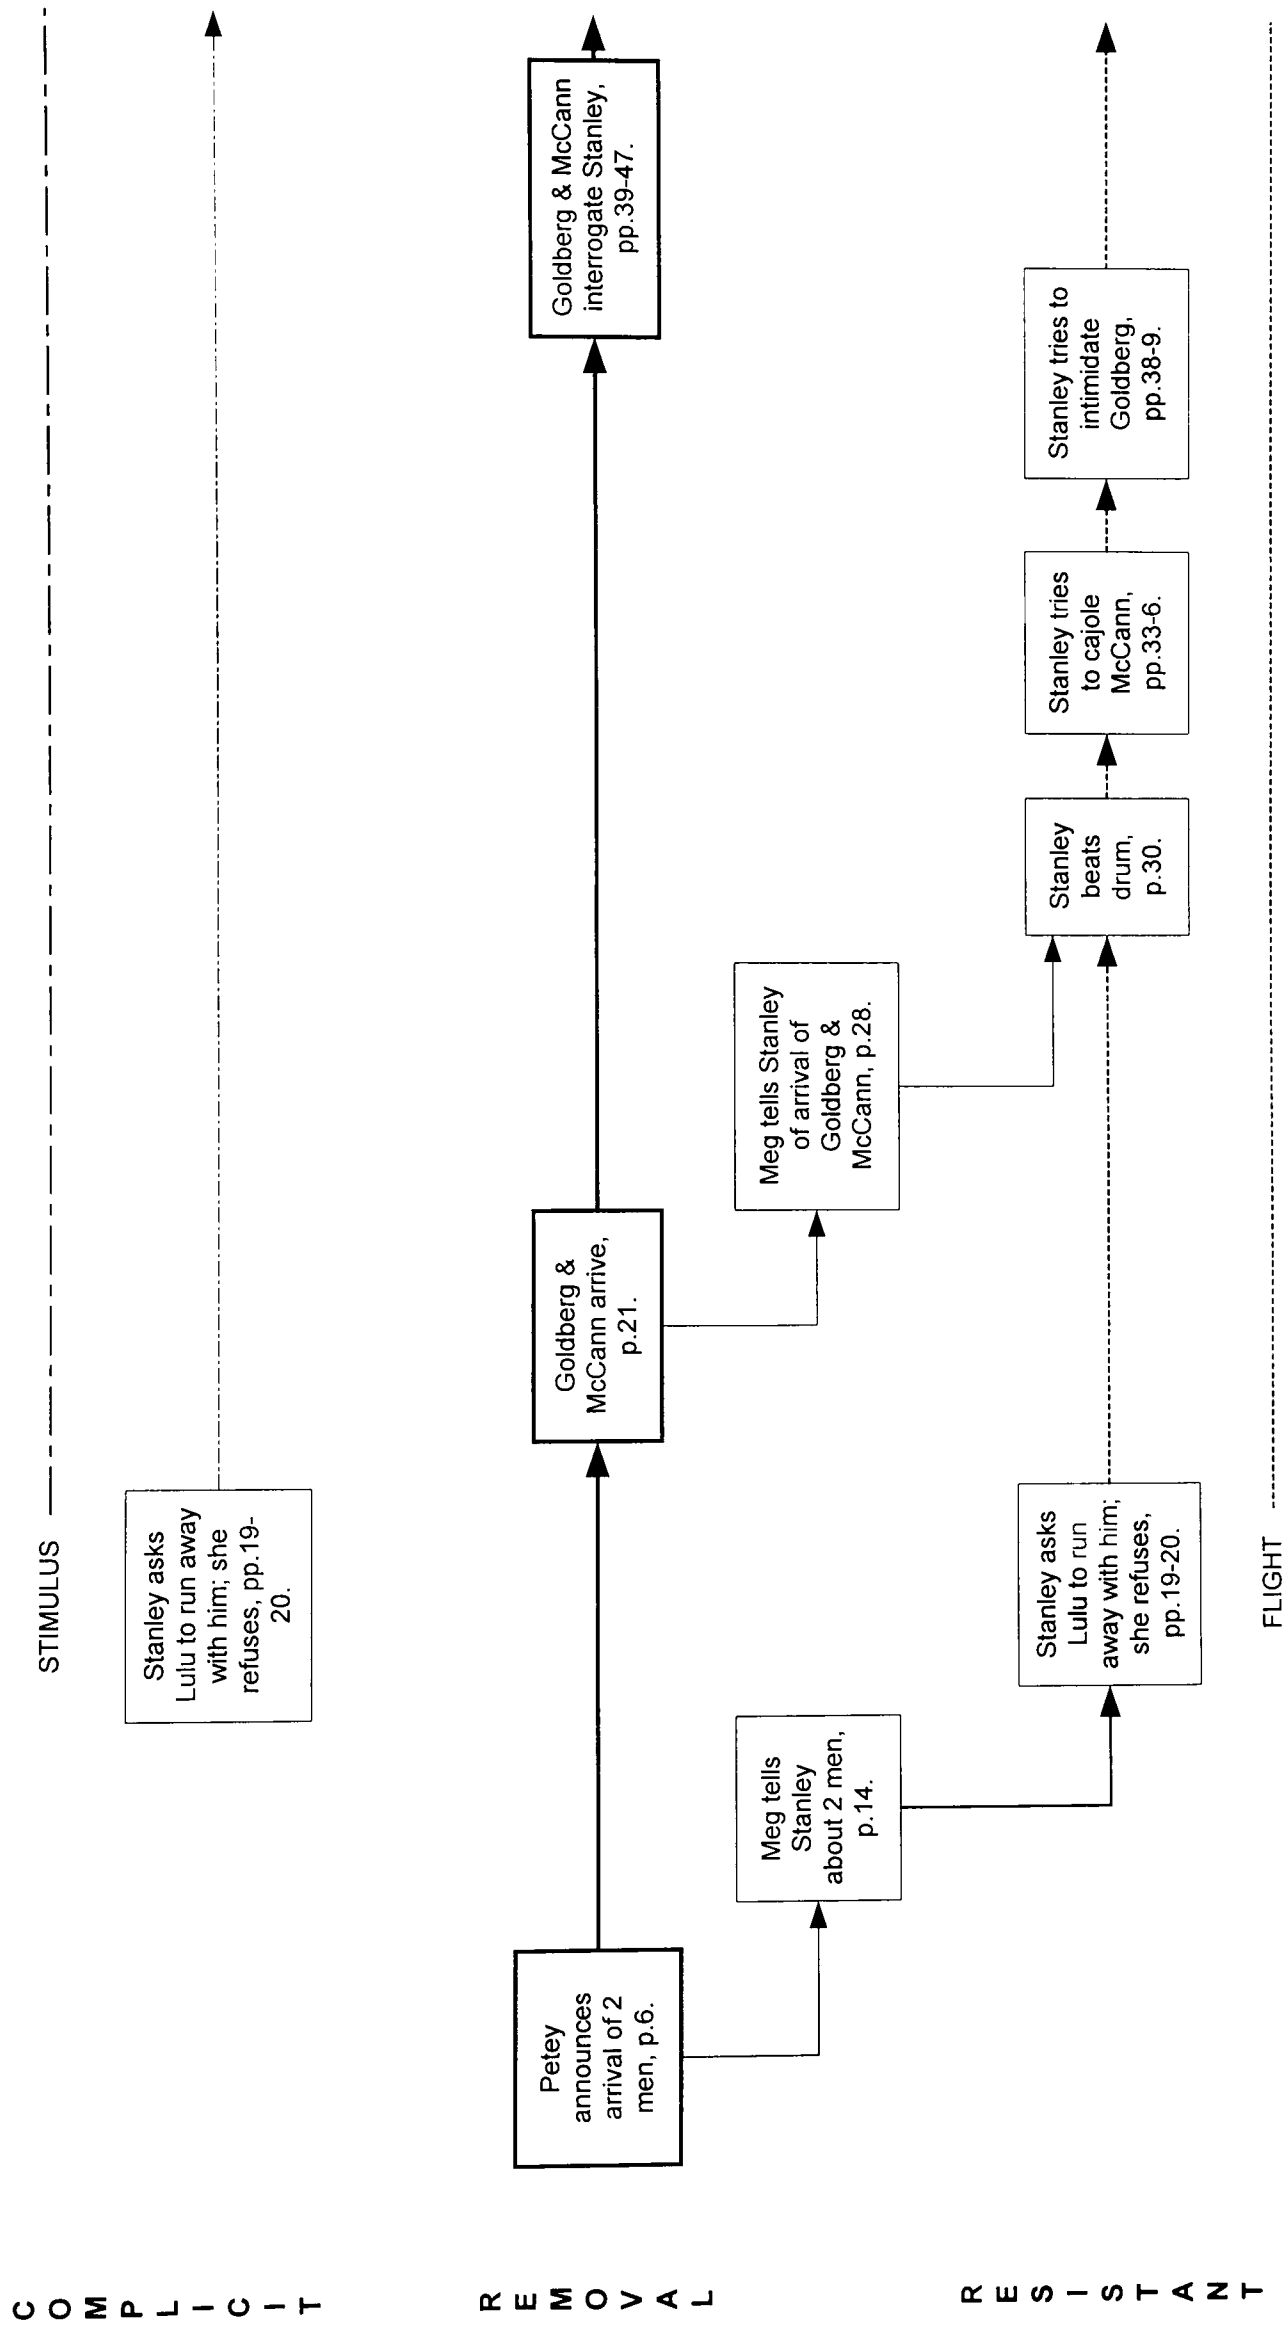 COMPLICIT
STIMULUS
Stanley asks
Lulu to run away
with him; she
refuses, pp.19-
20.
REMOVAL
Petey
announces
arrival of 2
men, p.6.
Goldberg &
McCann arrive,
p.21.
Goldberg & McCann
interrogate Stanley,
pp.39-47.
Meg tells
Stanley
about 2 men,
p.14.
Meg tells Stanley
of arrival of
Goldberg &
McCann, p.28.
RESISTANT
Stanley asks
Lulu to run
away with him;
she refuses,
pp.19-20.
Stanley
beats
drum,
p.30.
Stanley tries
to cajole
McCann,
pp.33-6.
Stanley tries to
intimidate
Goldberg,
pp.38-9.
FLIGHT